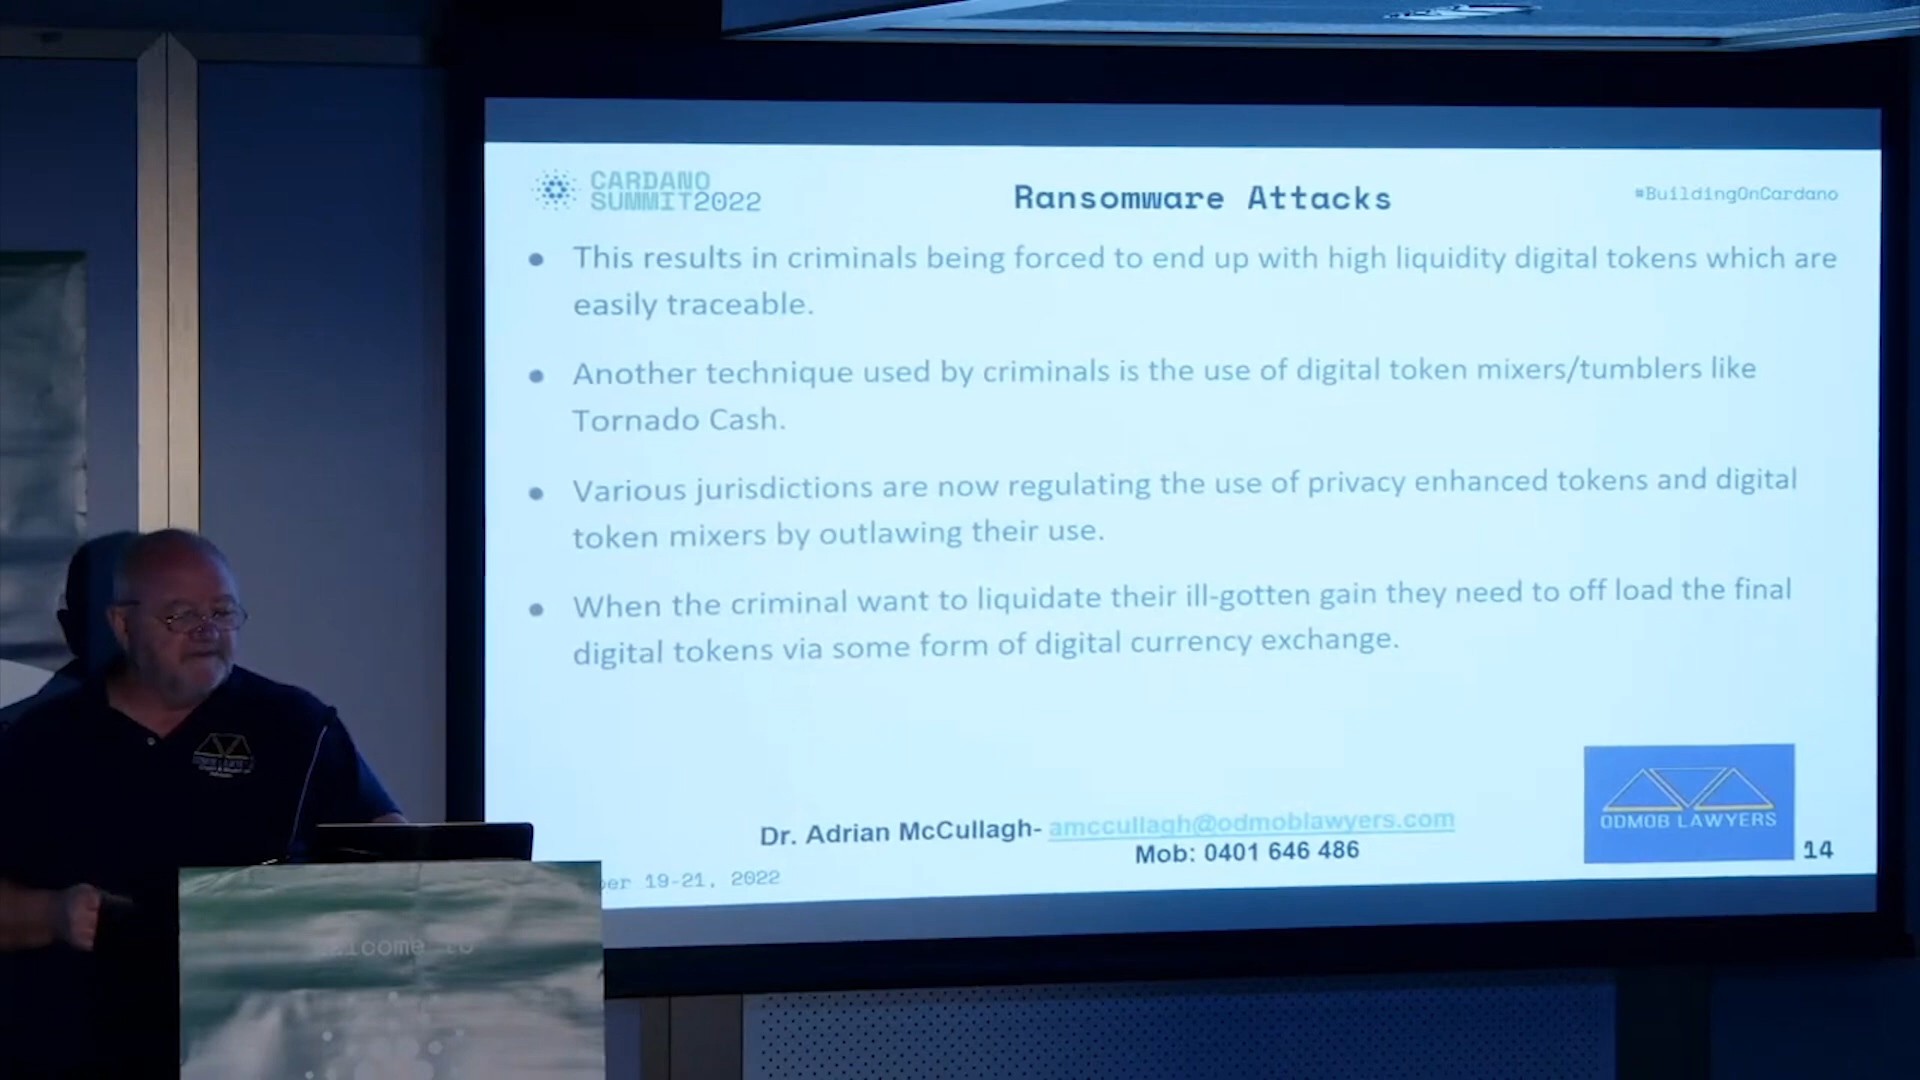 CARDANO
SUMMIT2022
Ransomware Attacks
#BuildingOnCardano
This results in criminals being forced to end up with high liquidity digital tokens which are
easily traceable.
Another technique used by criminals is the use of digital token mixers/tumblers like
Tornado Cash.
Various jurisdictions are now regulating the use of privacy enhanced tokens and digital
token mixers by outlawing their use.
When the criminal want to liquidate their ill-gotten gain they need to off load the final
digital tokens via some form of digital currency exchange.
ODMOB LAWYERS
Dr. Adrian McCullagh- amccullagh@odmoblawyers.com
Mob: 0401 646 486
14
19-21, 2022
to